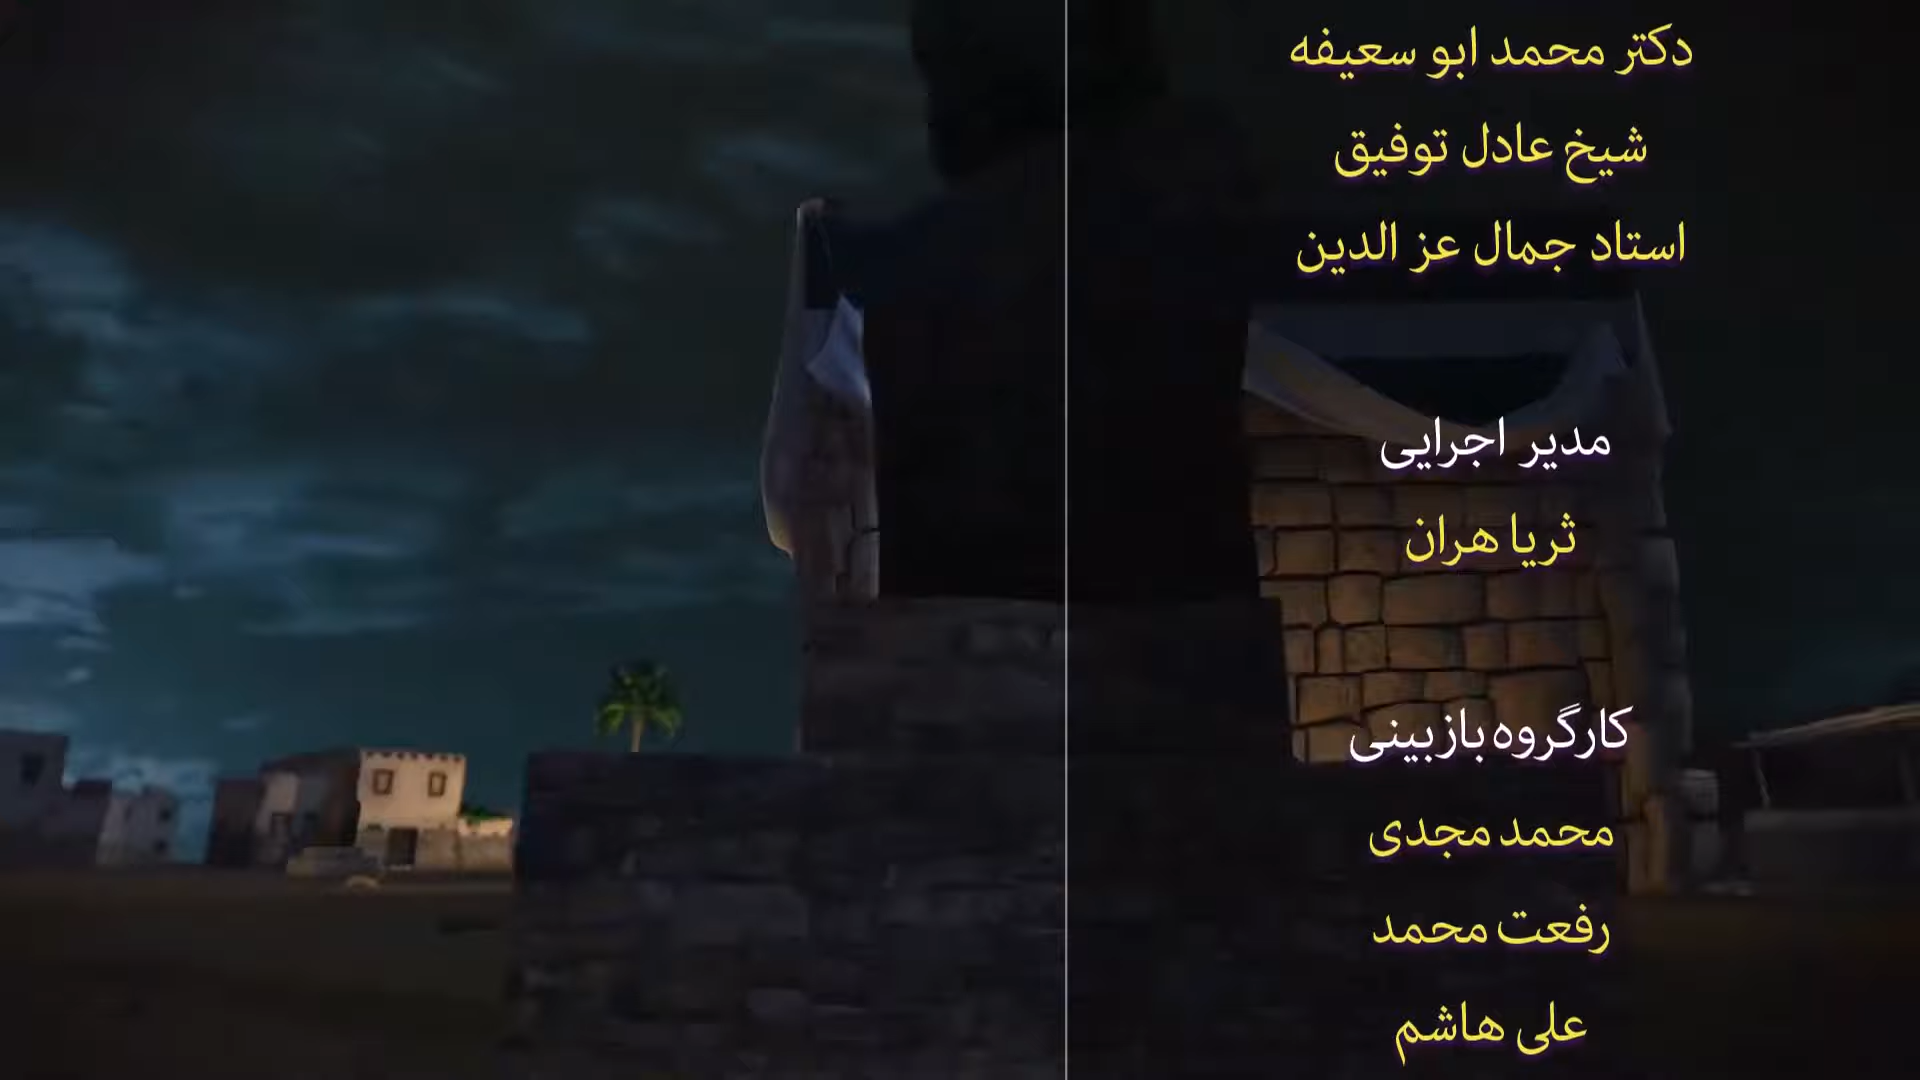 دکتر محمد ابو سعیفه
شیخ عادل توفیق
استاد جمال عز الدین
مدیر اجرایی
ثریا هران
کارگروه بازبینی
محمد مجدی
رفعت محمد
علی هاشم